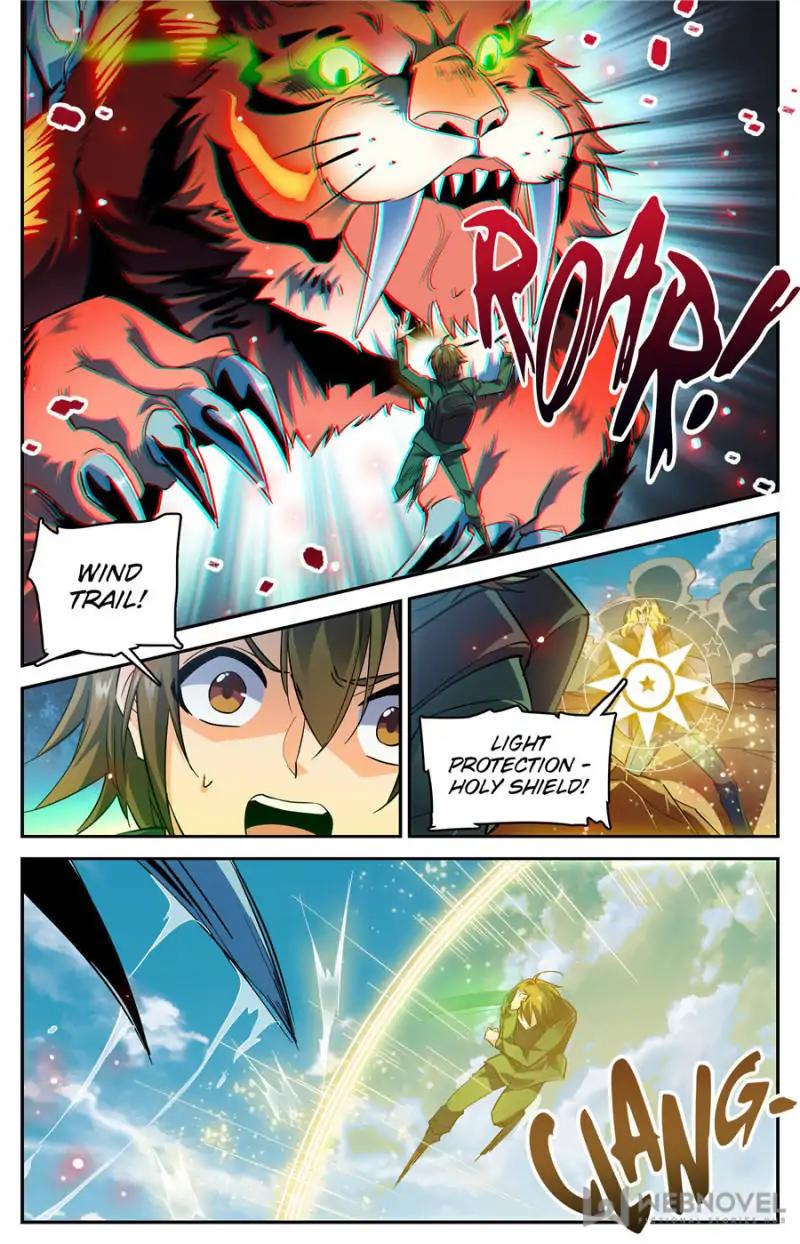 ROAR!
WIND
TRAIL!
LIGHT
PROTECTION -
HOLY SHIELD!
CLANG-
WEBNOVEL